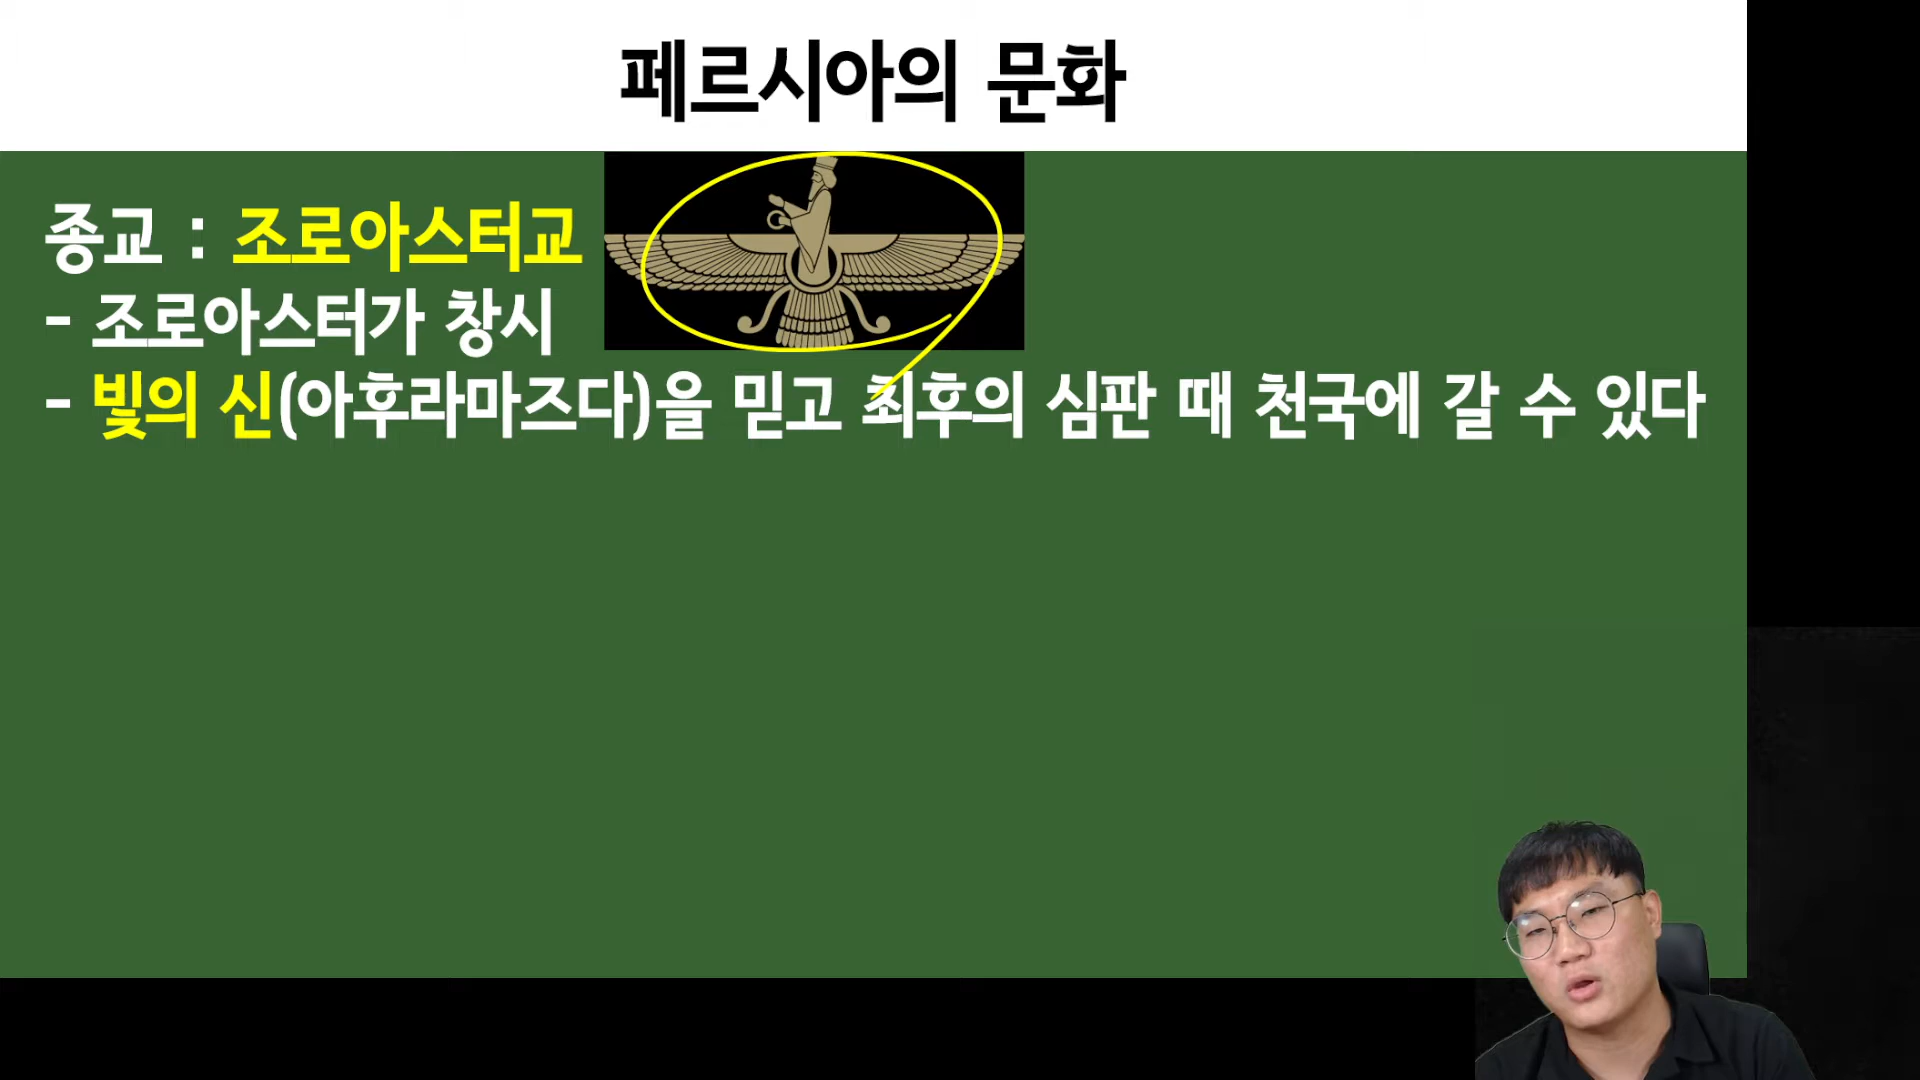 페르시아의 문화
종교 : 조로아스터교
- 조로아스터가 창시
- 빛의 신(아후라마즈다)을 믿고 최후의 심판 때 천국에 갈 수 있다